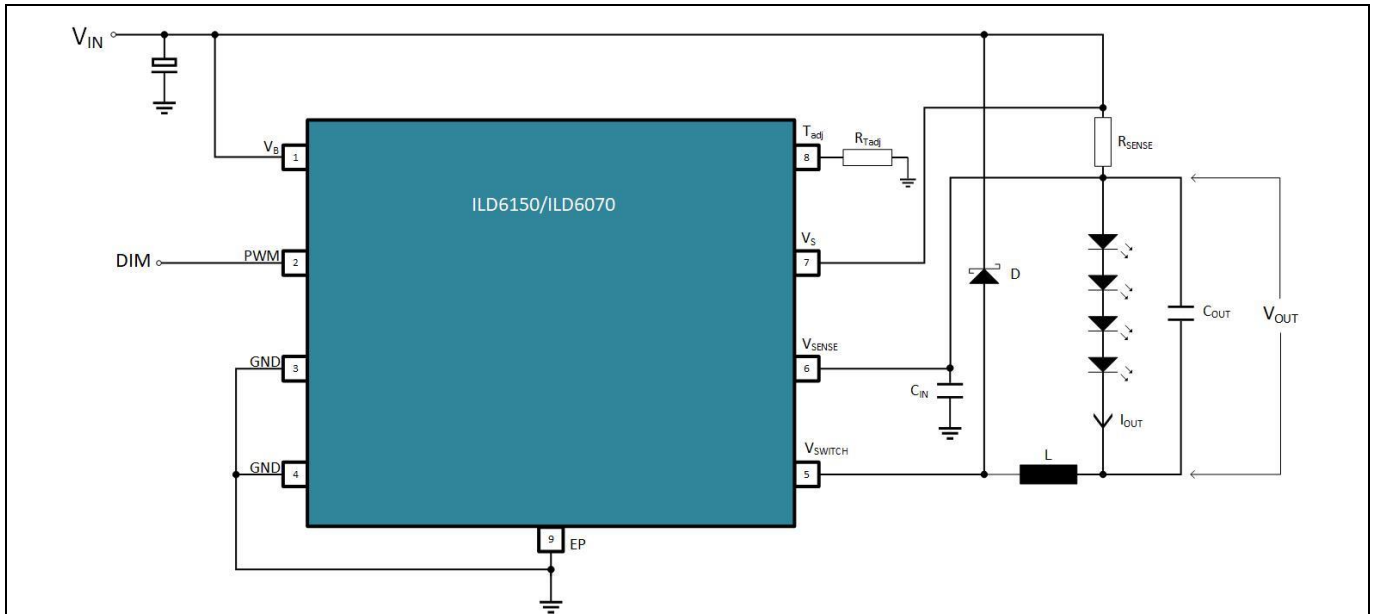 VIN
VB
1
Tadj
8
RTadj
RSENSE
ILD6150/ILD6070
DIM
PWM
2
VS
7
D
COUT
VOUT
GND
3
VSENSE
6
CIN
IOUT
GND
4
VSWITCH
5
L
9
EP